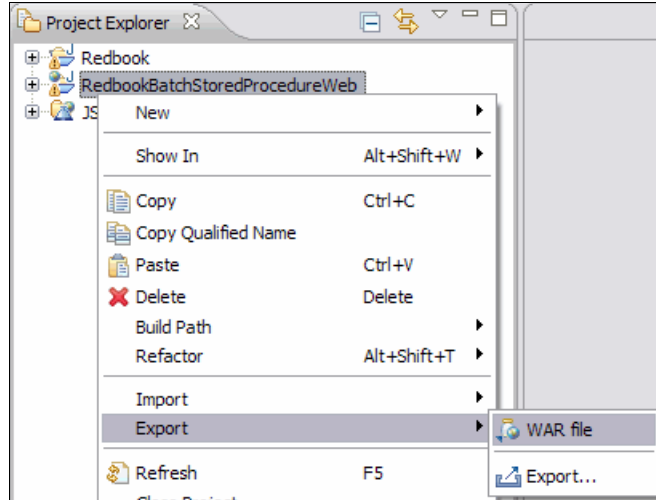 Project Explorer
Redbook
RedbookBatchStoredProcedureWeb
JS
New
Show In Alt+Shift+W
Copy Ctrl+C
Copy Qualified Name
Paste Ctrl+V
Delete Delete
Build Path
Refactor Alt+Shift+T
Import
Export
WAR file
Refresh F5
Export...